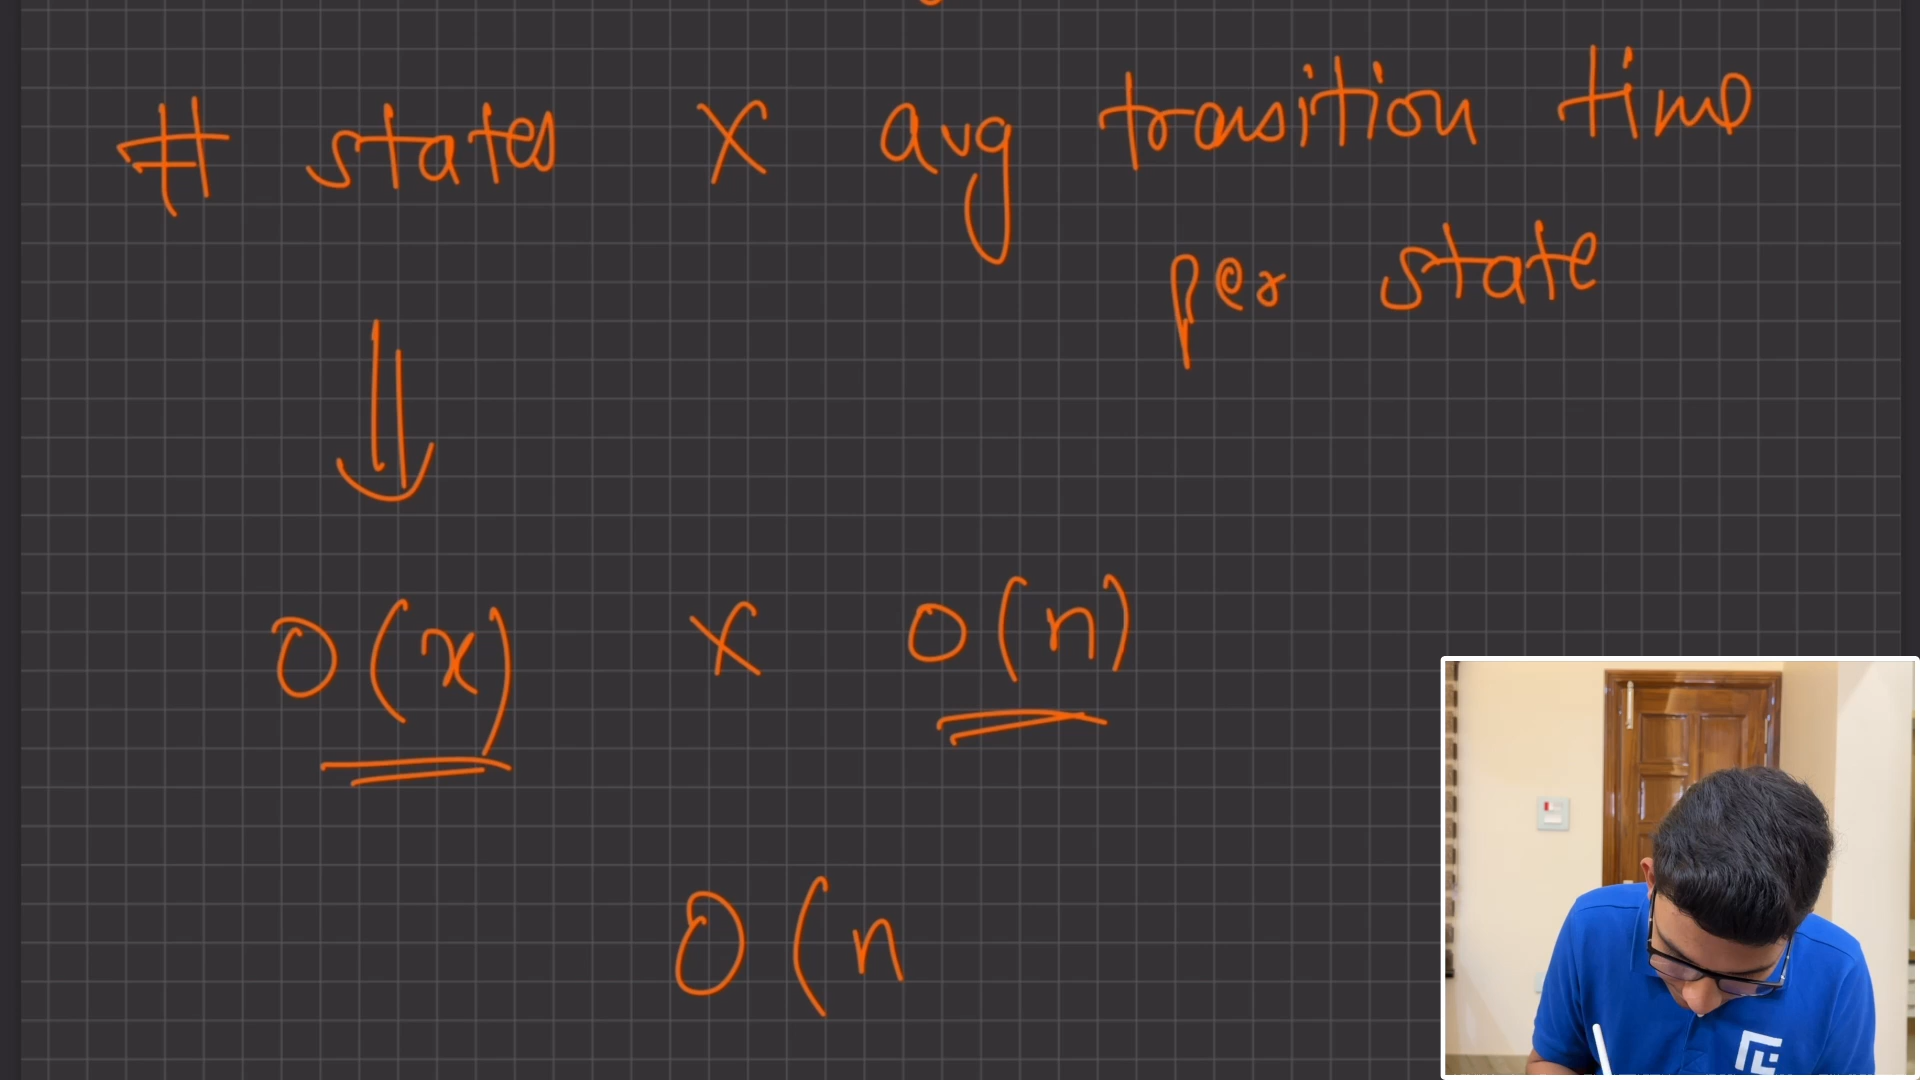 # states X avg transition time
per state
O(x) X O(n)
O(n